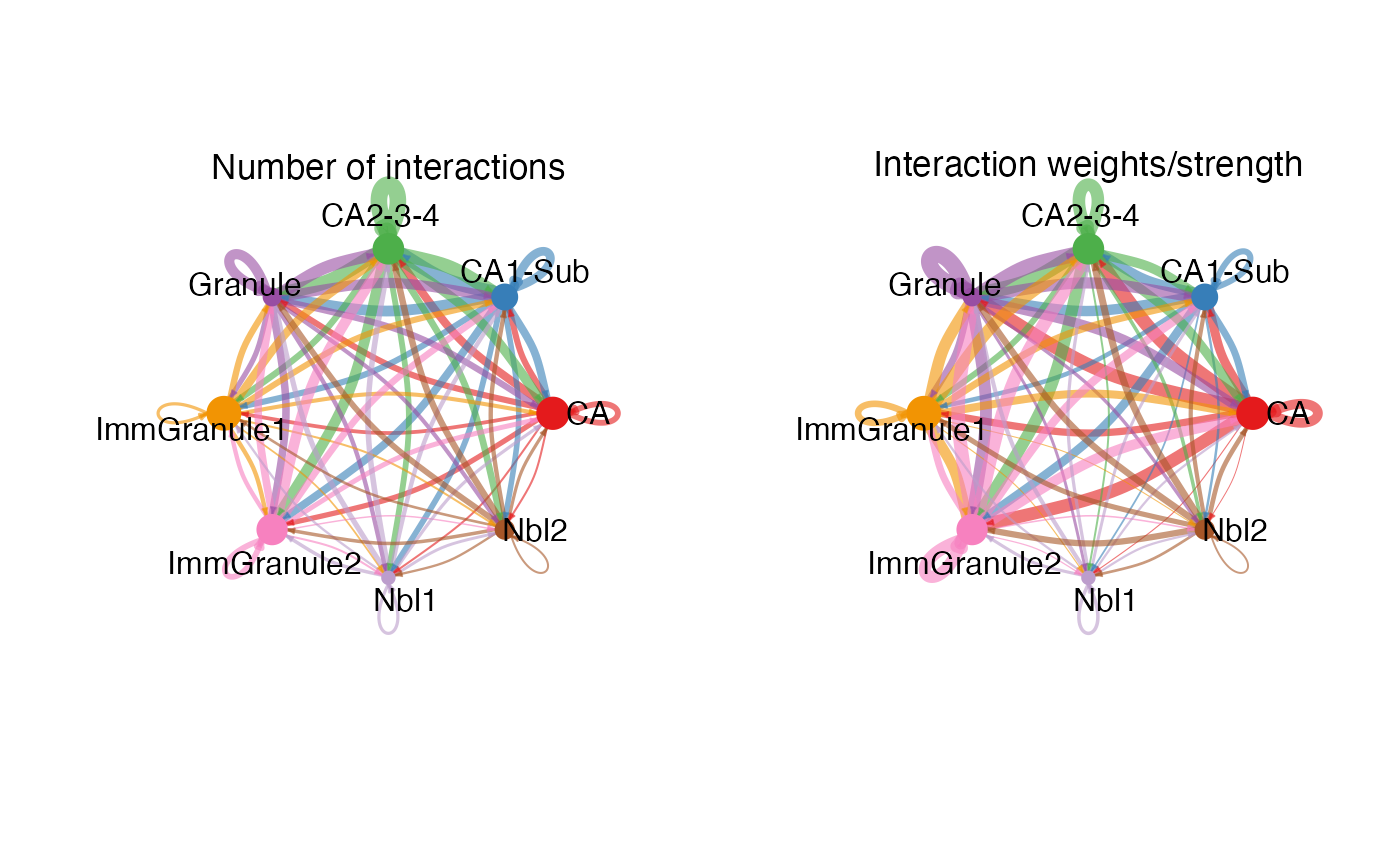 Number of interactions
CA2-3-4
CA1-Sub
Granule
CA
ImmGranule1
Nbl2
ImmGranule2
Nbl1
Interaction weights/strength
CA2-3-4
CA1-Sub
Granule
CA
ImmGranule1
Nbl2
ImmGranule2
Nbl1